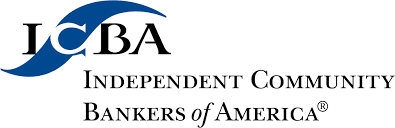 ICBA
INDEPENDENT COMMUNITY
BANKERS of AMERICA®